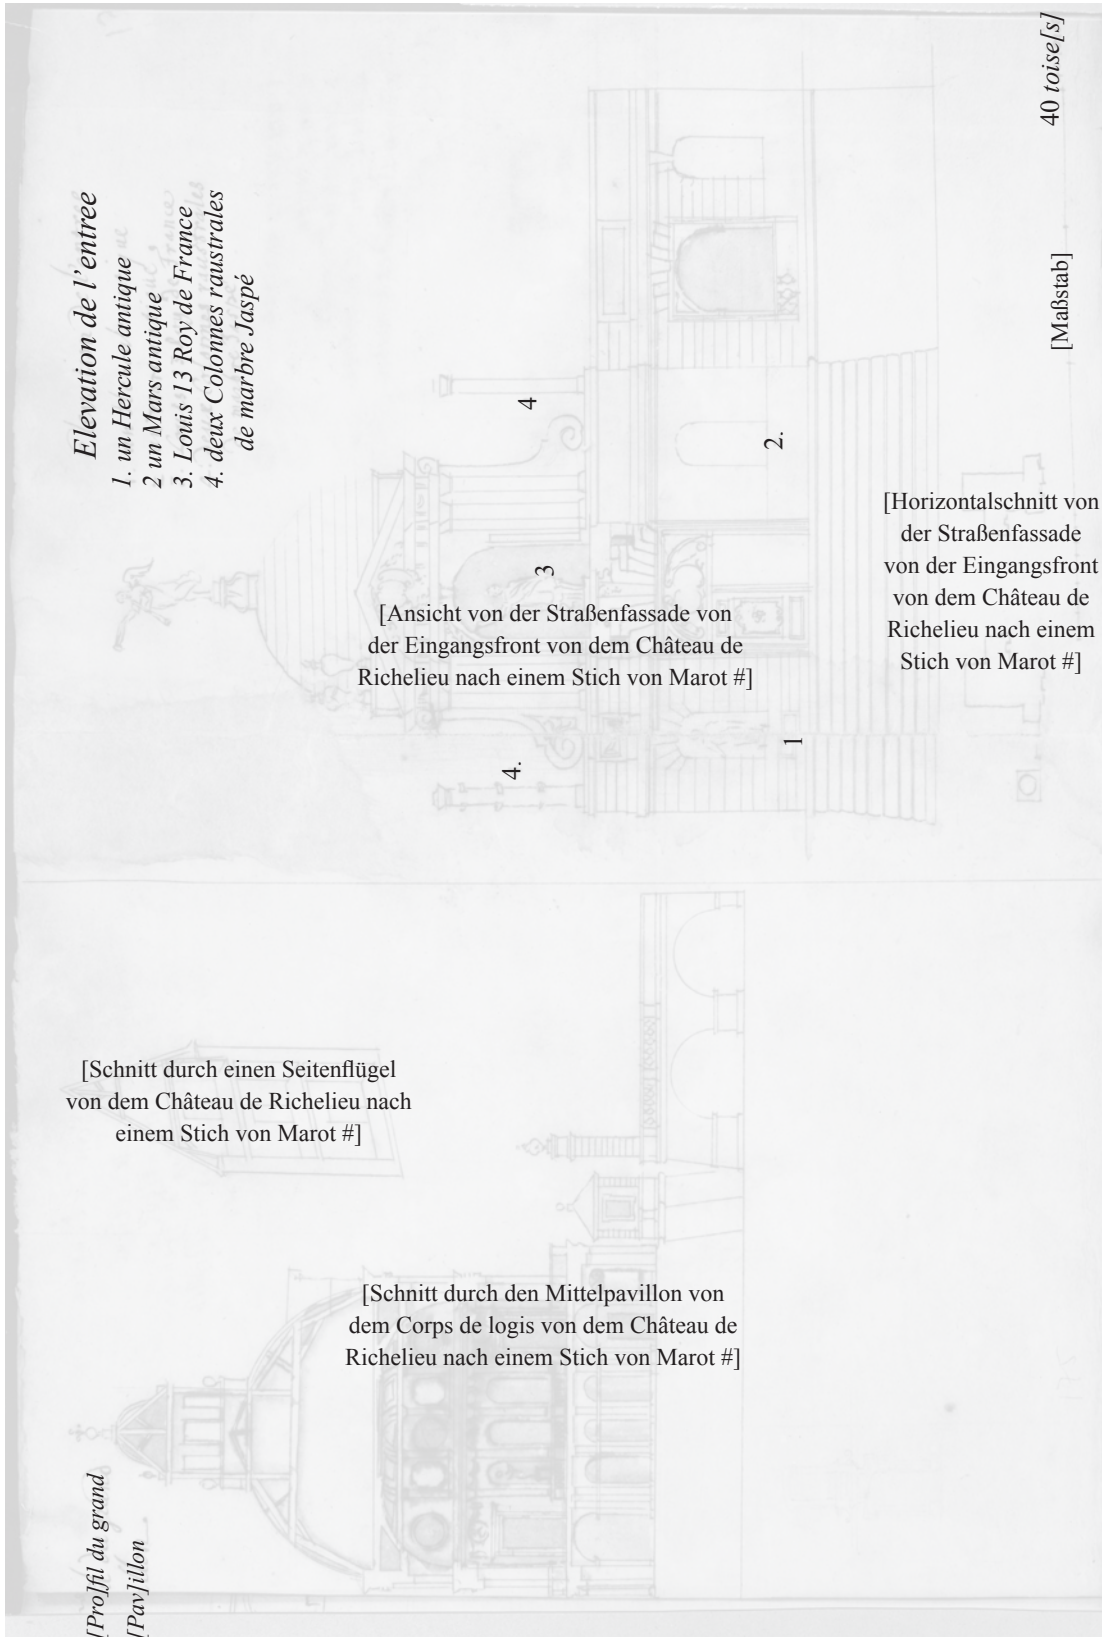 Elevation de l’entree
1. un Hercule antique
2 un Mars antique
3. Louis 13 Roy de France
4. deux Colonnes raustrales
de marbre Jaspé
40 toise[s]
[Maßstab]
4
3
2.
4.
1
[Ansicht von der Straßenfassade von
der Eingangsfront von dem Château de
Richelieu nach einem Stich von Marot #]
[Horizontalschnitt von
der Straßenfassade
von der Eingangsfront
von dem Château de
Richelieu nach einem
Stich von Marot #]
[Schnitt durch einen Seitenflügel
von dem Château de Richelieu nach
einem Stich von Marot #]
[Schnitt durch den Mittelpavillon von
dem Corps de logis von dem Château de
Richelieu nach einem Stich von Marot #]
[Pro]fil du grand
[Pav]illon